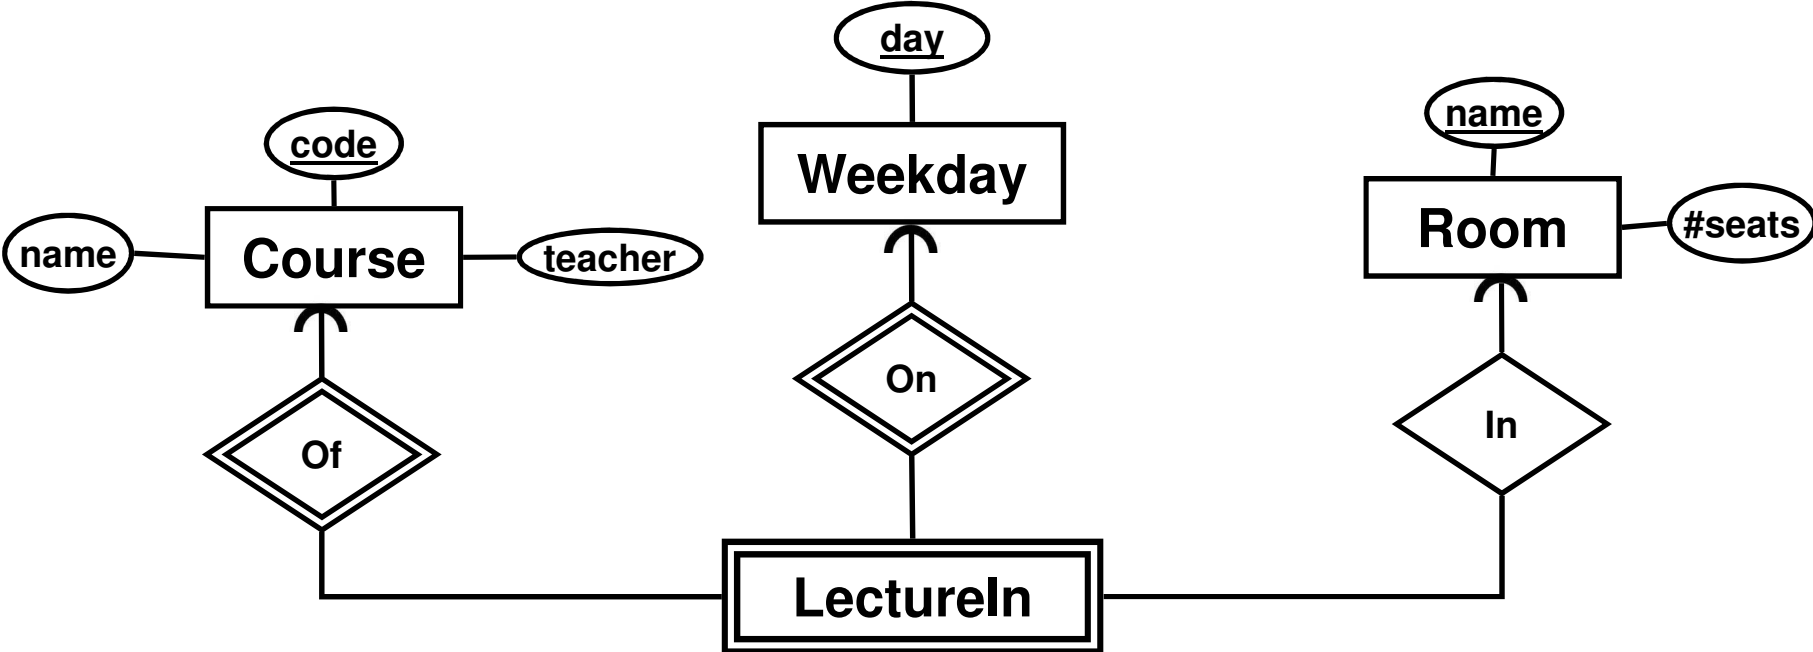 day
name
code
Weekday
Room
#seats
name
Course
teacher
On
In
Of
LectureIn